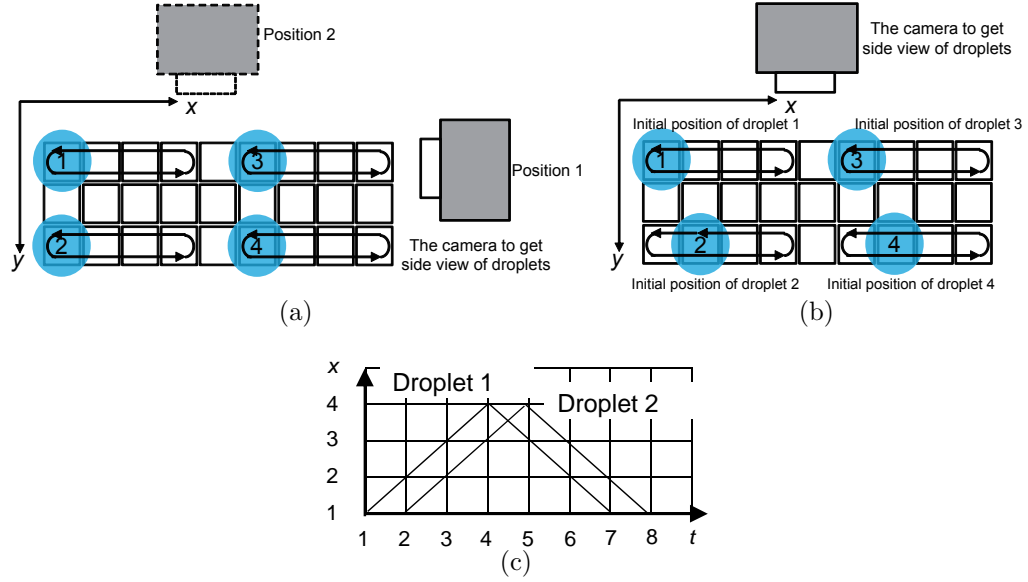 Position 2
x
1
3
Position 1
2
4
y
The camera to get
side view of droplets
(a)
The camera to get
side view of droplets
x
Initial position of droplet 1
Initial position of droplet 3
1
3
2
4
y
Initial position of droplet 2
Initial position of droplet 4
(b)
x
Droplet 1
4
Droplet 2
3
2
1
1 2 3 4 5 6 7 8 t
(c)